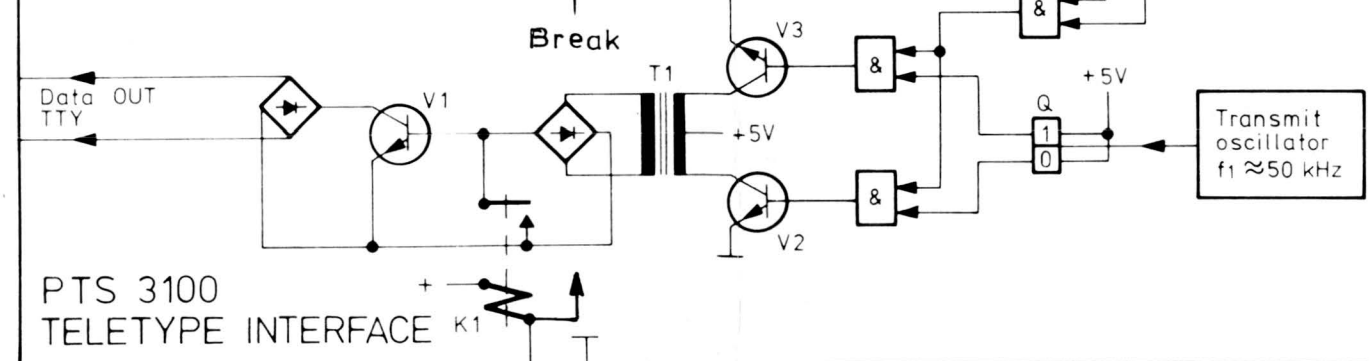 Break
V3
&
&
T1
+5V
Q
Data OUT
TTY
V1
+5V
1
0
Transmit
oscillator
f1 ≈50 kHz
&
V2
PTS 3100
TELETYPE INTERFACE
+
K1